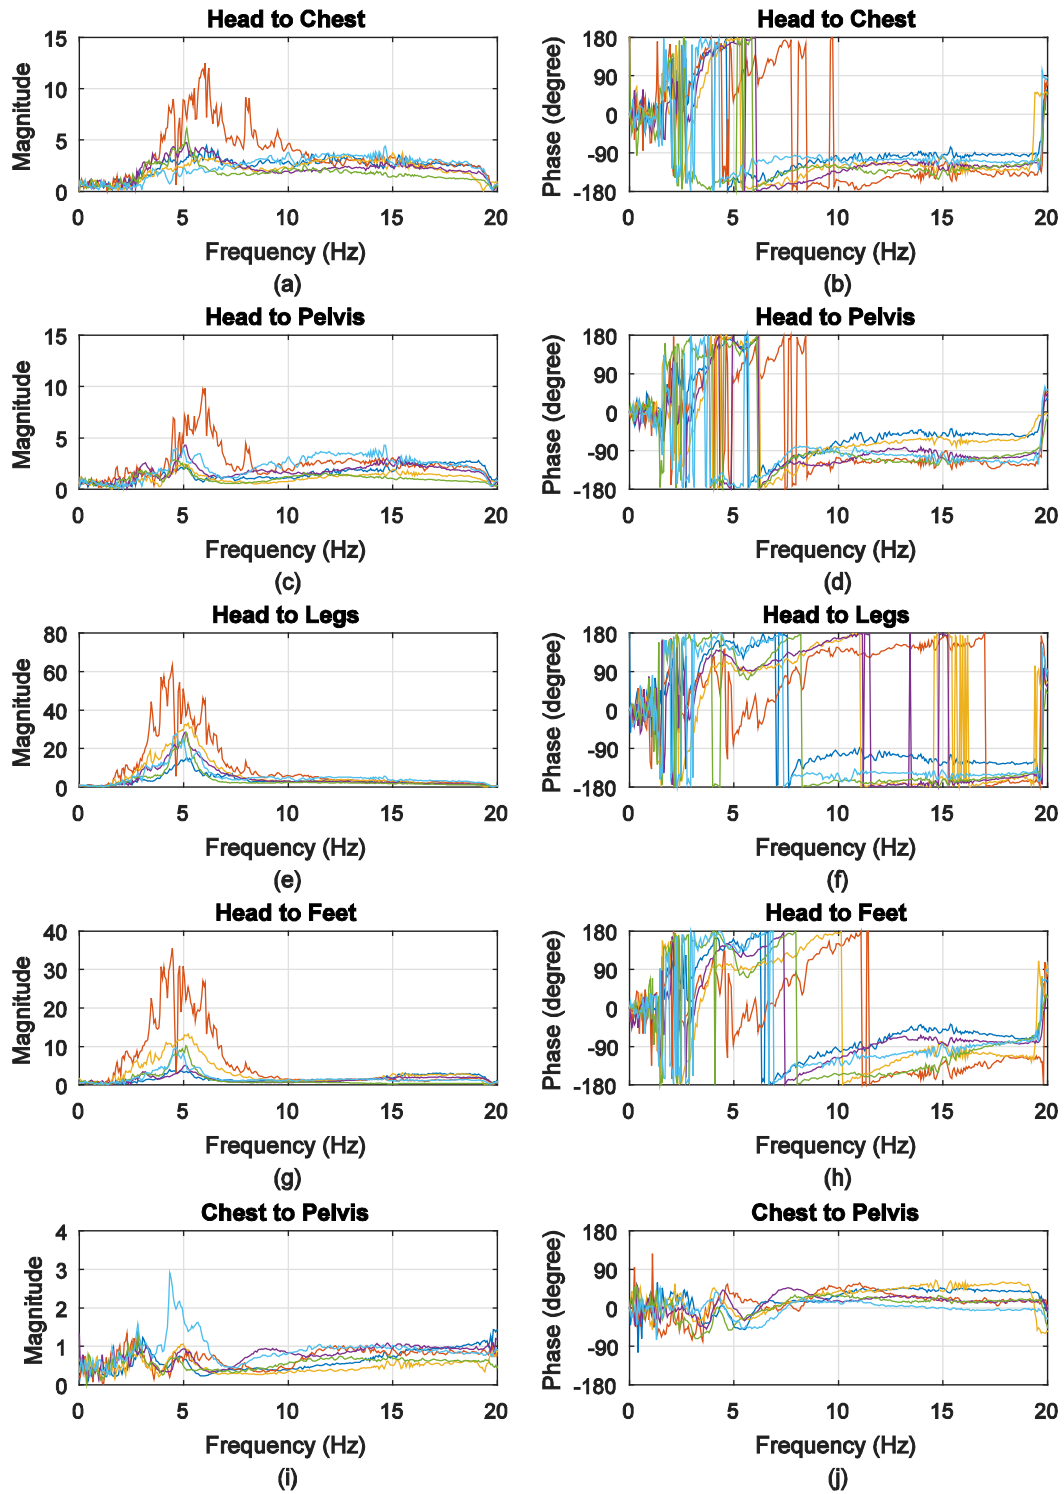 Head to Chest
Magnitude
15
10
5
0
0 5 10 15 20
Frequency (Hz)
(a)
Head to Chest
Phase (degree)
180
90
0
-90
-180
0 5 10 15 20
Frequency (Hz)
(b)
Head to Pelvis
Magnitude
15
10
5
0
0 5 10 15 20
Frequency (Hz)
(c)
Head to Pelvis
Phase (degree)
180
90
0
-90
-180
0 5 10 15 20
Frequency (Hz)
(d)
Head to Legs
Magnitude
80
60
40
20
0
0 5 10 15 20
Frequency (Hz)
(e)
Head to Legs
Phase (degree)
180
90
0
-90
-180
0 5 10 15 20
Frequency (Hz)
(f)
Head to Feet
Magnitude
40
30
20
10
0
0 5 10 15 20
Frequency (Hz)
(g)
Head to Feet
Phase (degree)
180
90
0
-90
-180
0 5 10 15 20
Frequency (Hz)
(h)
Chest to Pelvis
Magnitude
4
3
2
1
0
0 5 10 15 20
Frequency (Hz)
(i)
Chest to Pelvis
Phase (degree)
180
90
0
-90
-180
0 5 10 15 20
Frequency (Hz)
(j)